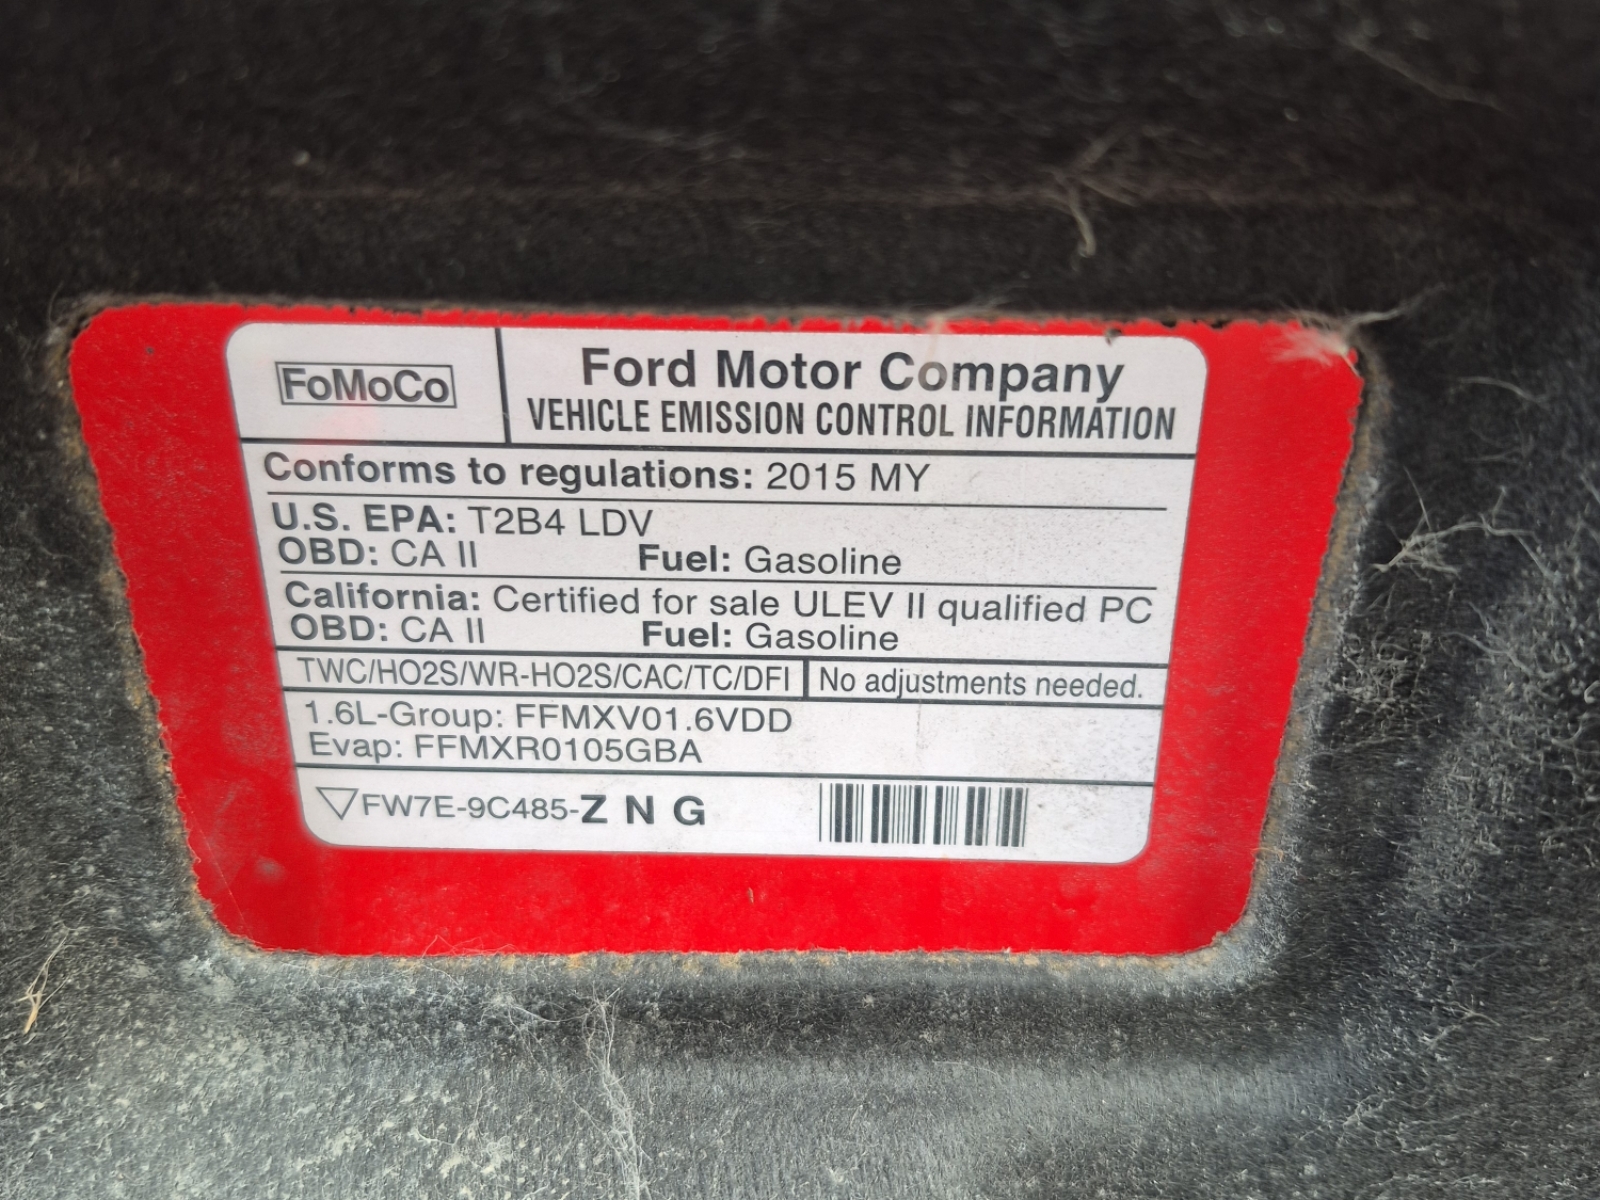 FoMoCo
Ford Motor Company
VEHICLE EMISSION CONTROL INFORMATION
Conforms to regulations: 2015 MY
U.S. EPA: T2B4 LDV
OBD: CA II Fuel: Gasoline
California: Certified for sale ULEV II qualified PC
OBD: CA II Fuel: Gasoline
TWC/HO2S/WR-HO2S/CAC/TC/DFI No adjustments needed.
1.6L-Group: FFMXV01.6VDD
Evap: FFMXR0105GBA
FW7E-9C485-Z N G